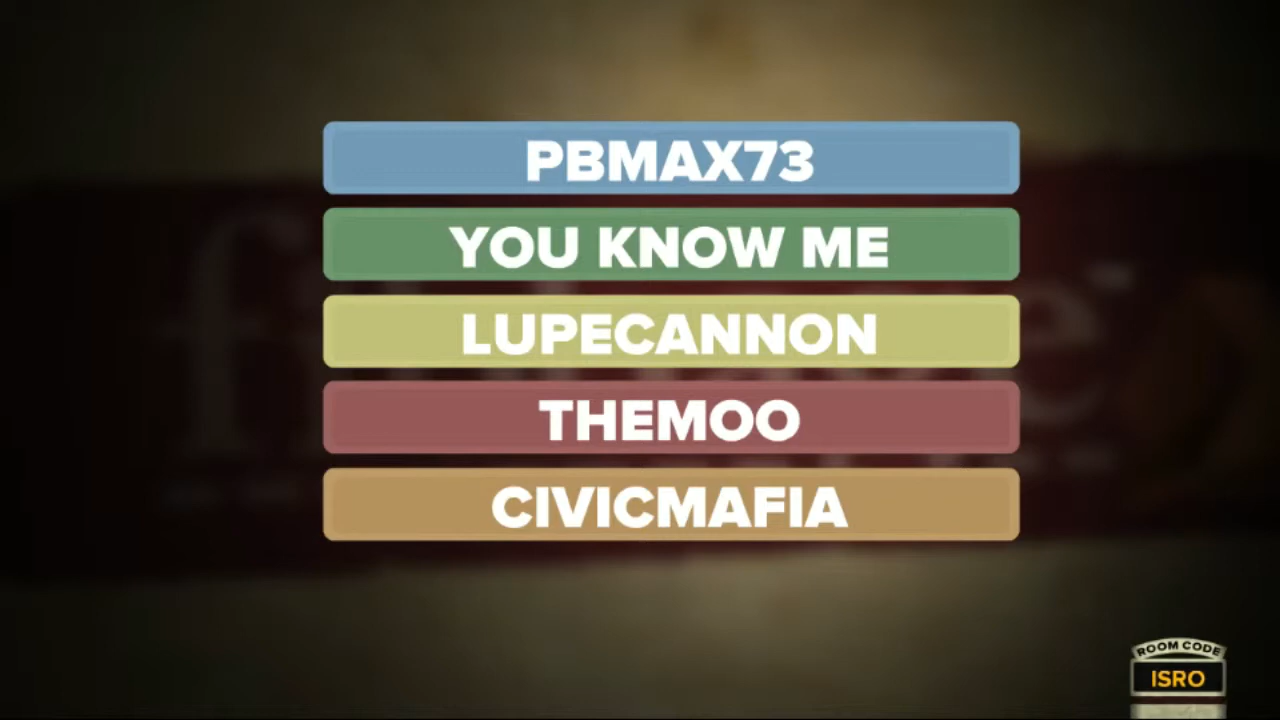 PBMAX73
YOU KNOW ME
LUPECANNON
THEMOO
CIVICMAFIA
ROOM CODE
ISRO